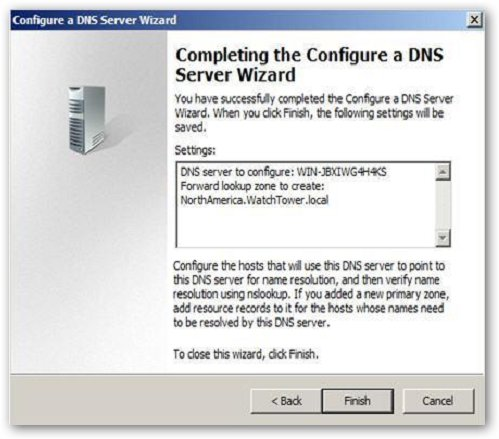 Configure a DNS Server Wizard
Completing the Configure a DNS
Server Wizard
You have successfully completed the Configure a DNS Server
Wizard. When you click Finish, the following settings will be
saved.
Settings:
DNS server to configure: WIN-JBXIWG4H4KS
Forward lookup zone to create:
NorthAmerica.WatchTower.local
Configure the hosts that will use this DNS server to point to
this DNS server for name resolution, and then verify name
resolution using nslookup. If you added a new primary zone,
add resource records to it for the hosts whose names need
to be resolved by this DNS server.
To close this wizard, click Finish.
< Back Finish Cancel